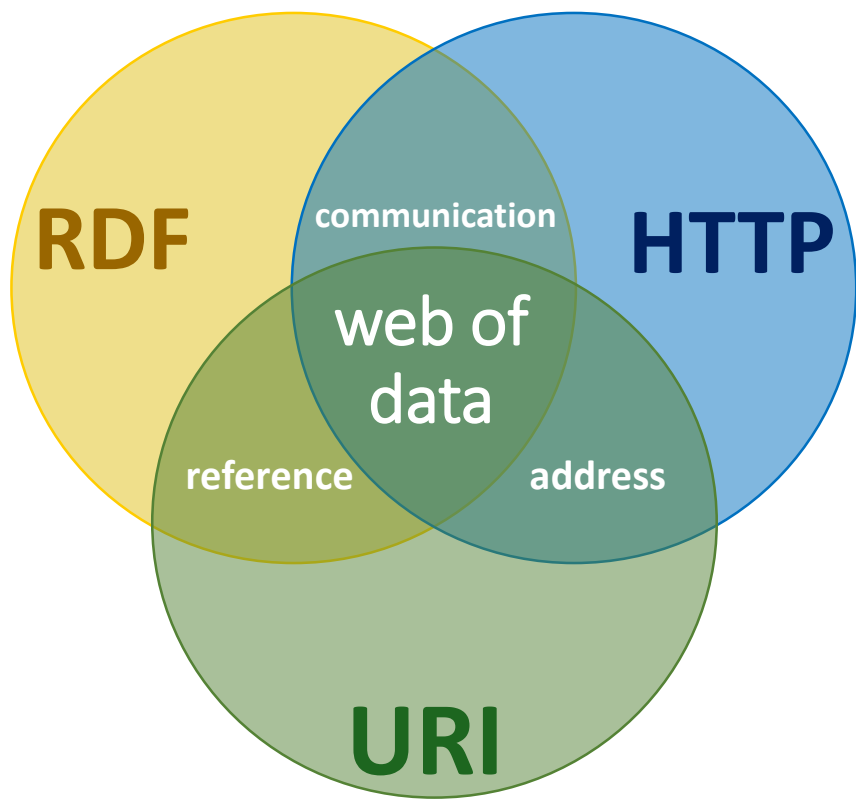 RDF
HTTP
communication
web of
data
reference
address
URI